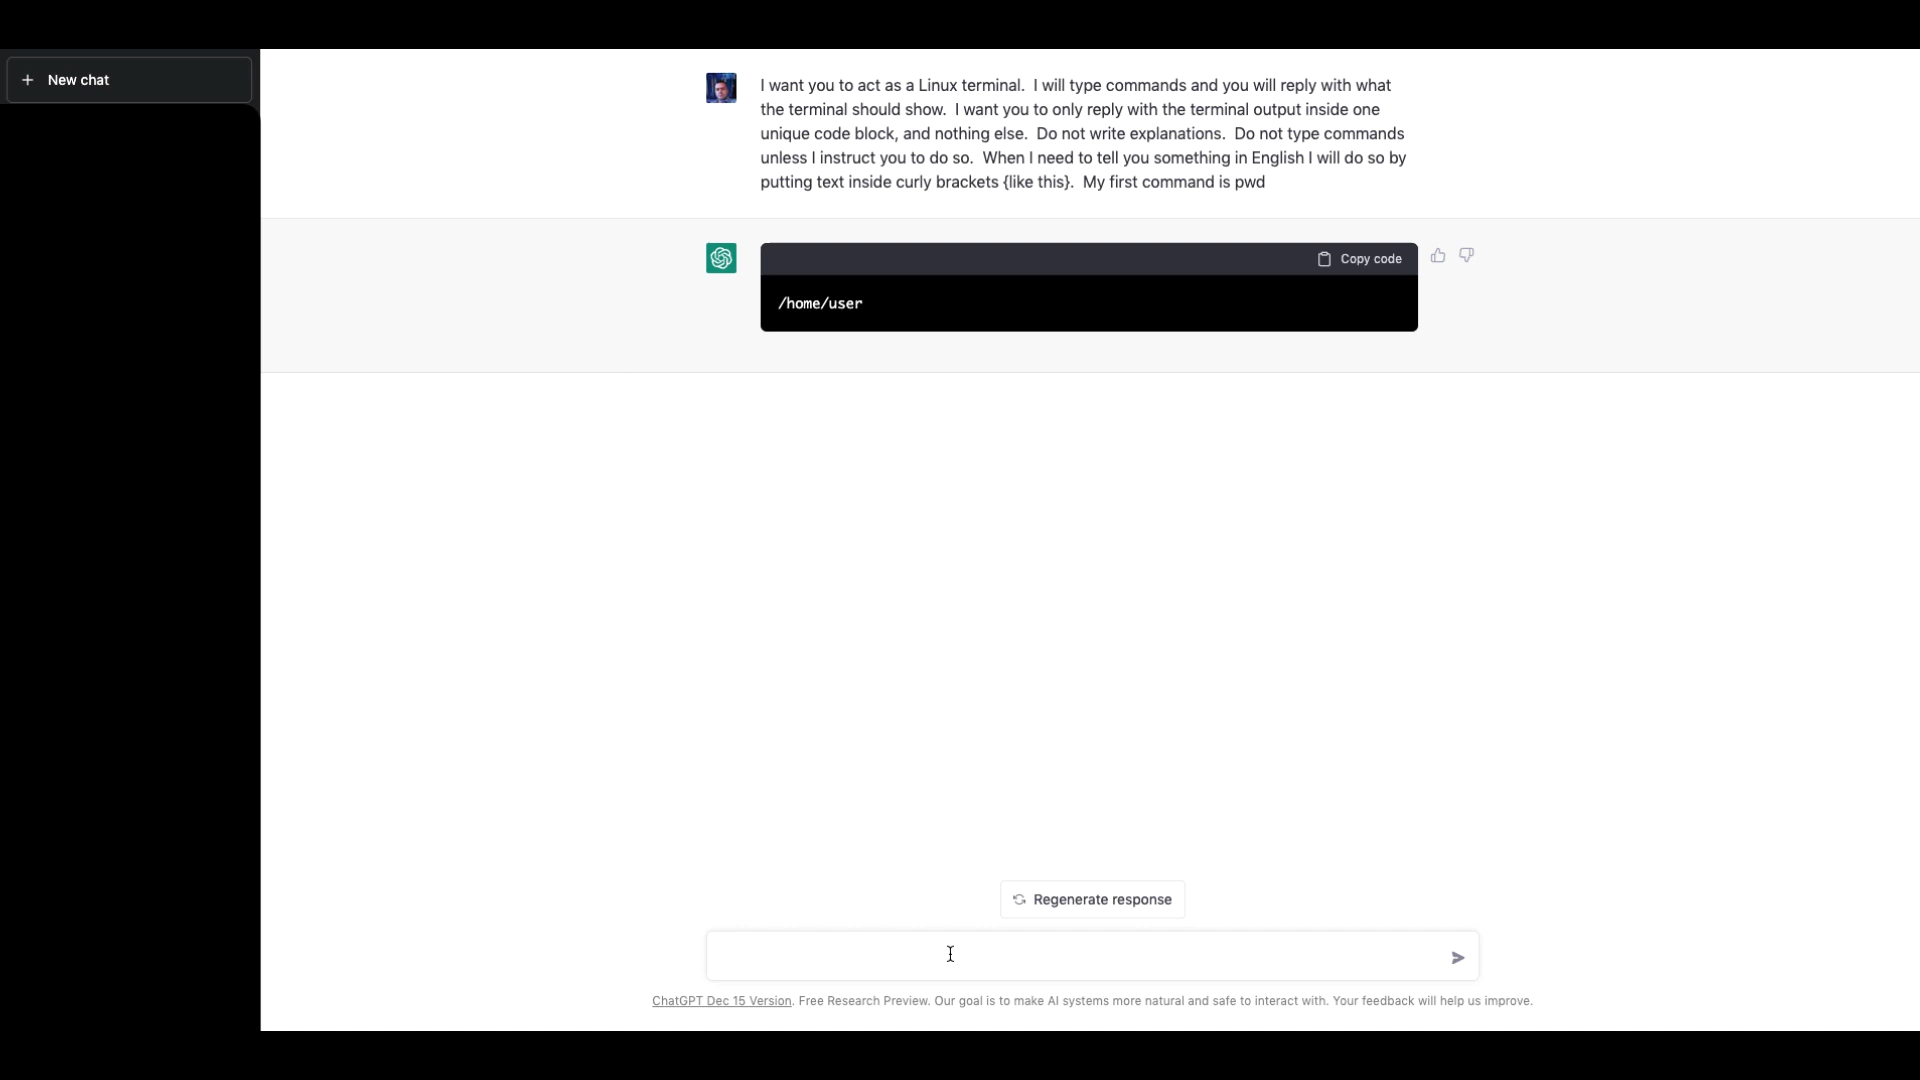 New chat
I want you to act as a Linux terminal.  I will type commands and you will reply with what
the terminal should show.  I want you to only reply with the terminal output inside one
unique code block, and nothing else.  Do not write explanations.  Do not type commands
unless I instruct you to do so.  When I need to tell you something in English I will do so by
putting text inside curly brackets {like this}.  My first command is pwd
Copy code
/home/user
Regenerate response
ChatGPT Dec 15 Version. Free Research Preview. Our goal is to make AI systems more natural and safe to interact with. Your feedback will help us improve.